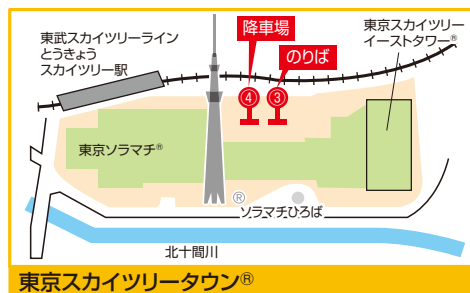 降車場
のりば
東武スカイツリーライン
とうきょう
スカイツリー駅
東京スカイツリー
イーストタワー®
④
③
東京ソラマチ®
®
ソラマチひろば
北十間川
東京スカイツリータウン®